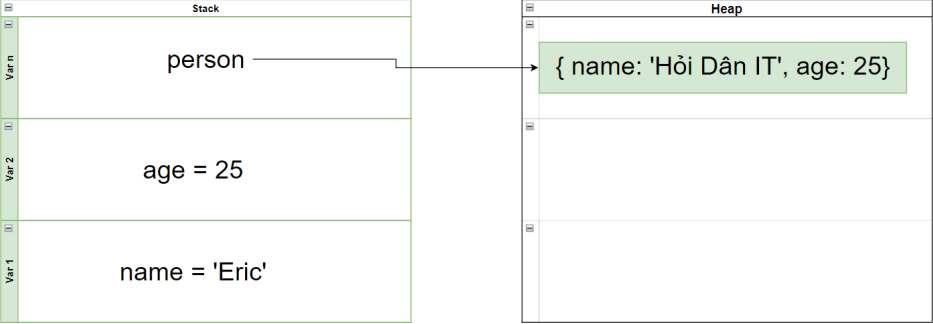 Stack
Heap
Var n
person
{ name: 'Hỏi Dân IT', age: 25}
Var 2
age = 25
Var 1
name = 'Eric'